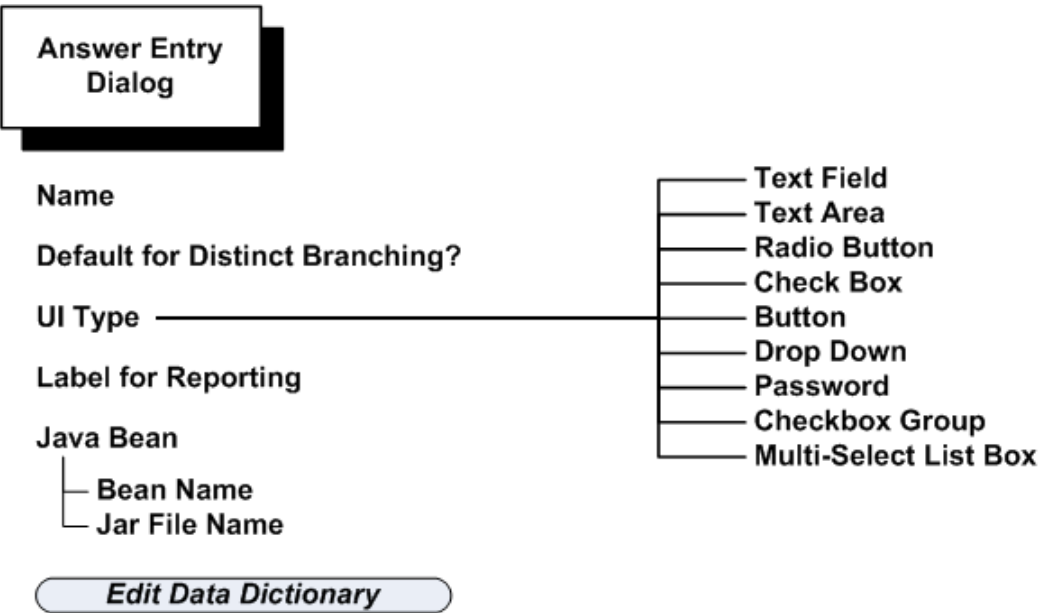 Answer Entry
Dialog
Name
Default for Distinct Branching?
UI Type
Label for Reporting
Java Bean
Bean Name
Jar File Name
Edit Data Dictionary
Text Field
Text Area
Radio Button
Check Box
Button
Drop Down
Password
Checkbox Group
Multi-Select List Box